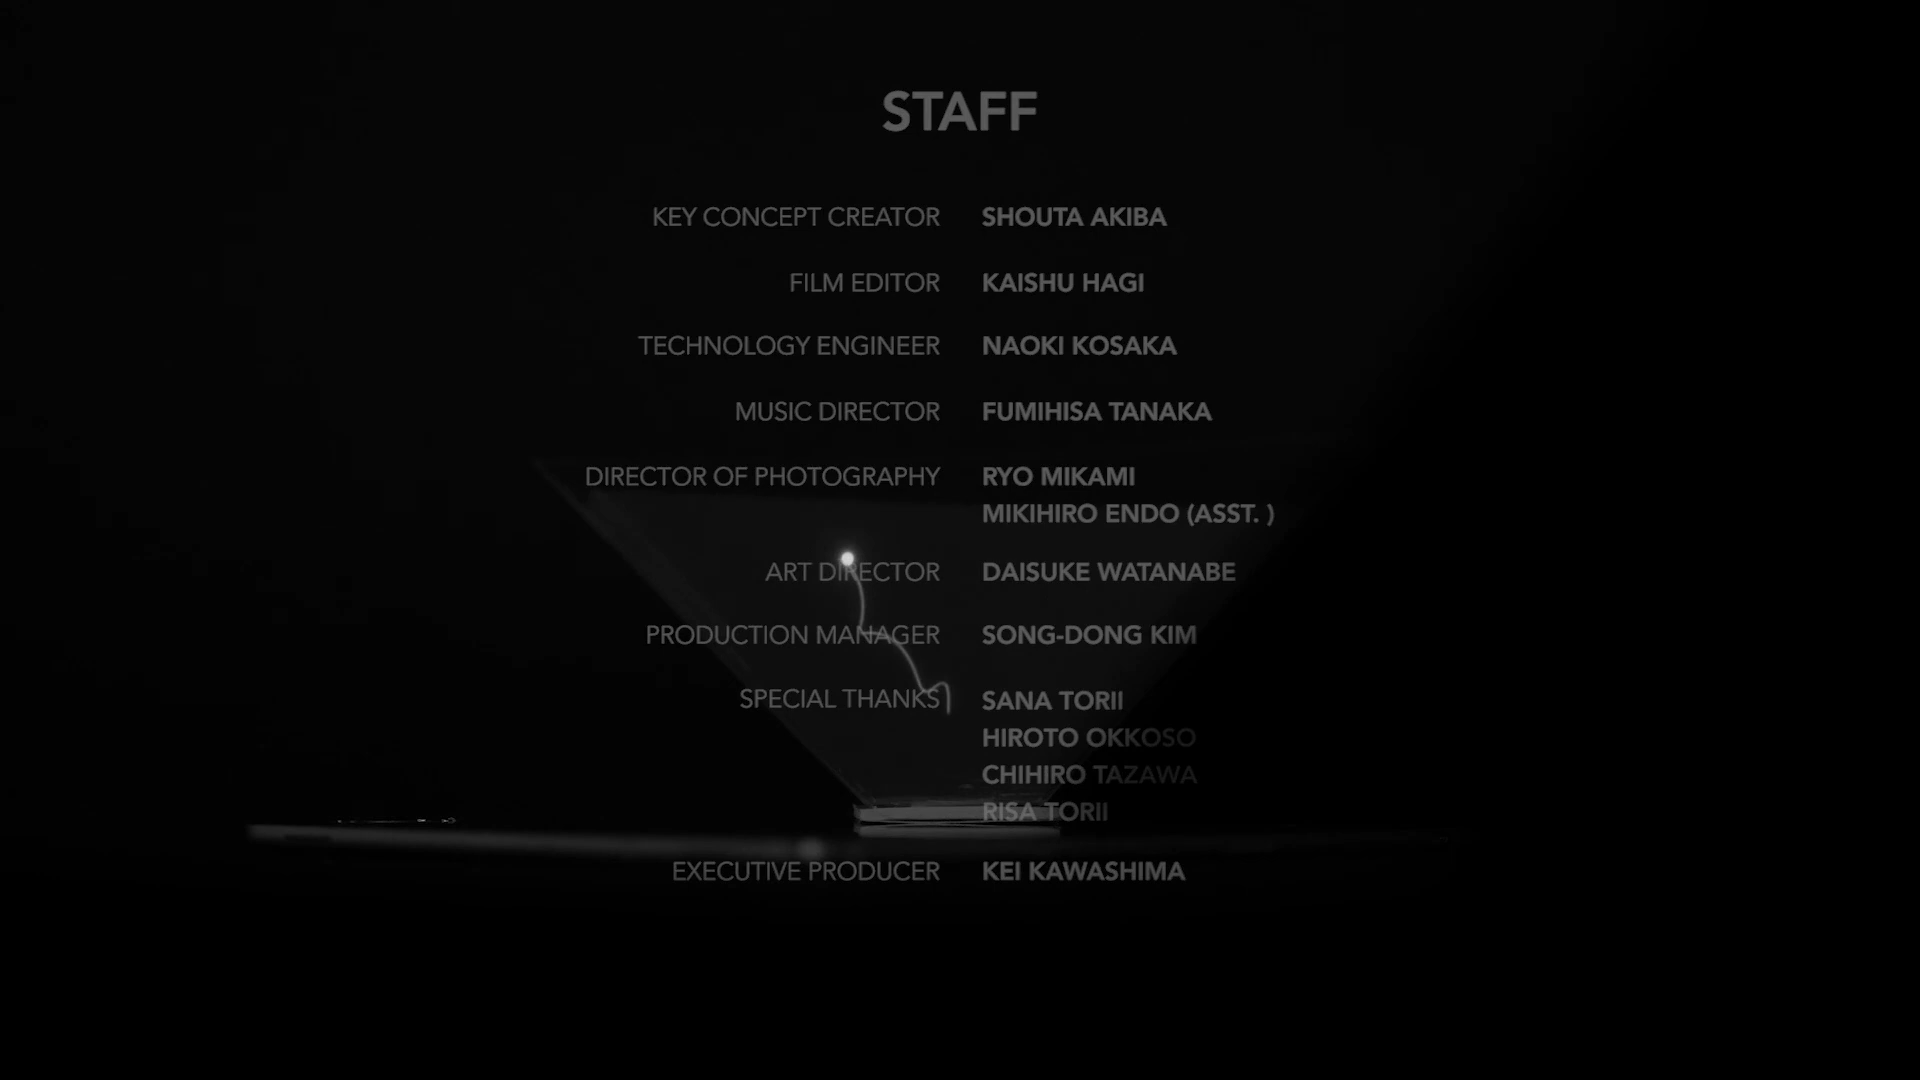 STAFF
KEY CONCEPT CREATOR SHOUTA AKIBA
FILM EDITOR KAISHU HAGI
TECHNOLOGY ENGINEER NAOKI KOSAKA
MUSIC DIRECTOR FUMIHISA TANAKA
DIRECTOR OF PHOTOGRAPHY RYO MIKAMI
MIKIHIRO ENDO (ASST. )
ART DIRECTOR DAISUKE WATANABE
PRODUCTION MANAGER SONG-DONG KIM
SPECIAL THANKS SANA TORII
HIROTO OKKOSO
CHIHIRO TAZAWA
RISA TORII
EXECUTIVE PRODUCER KEI KAWASHIMA